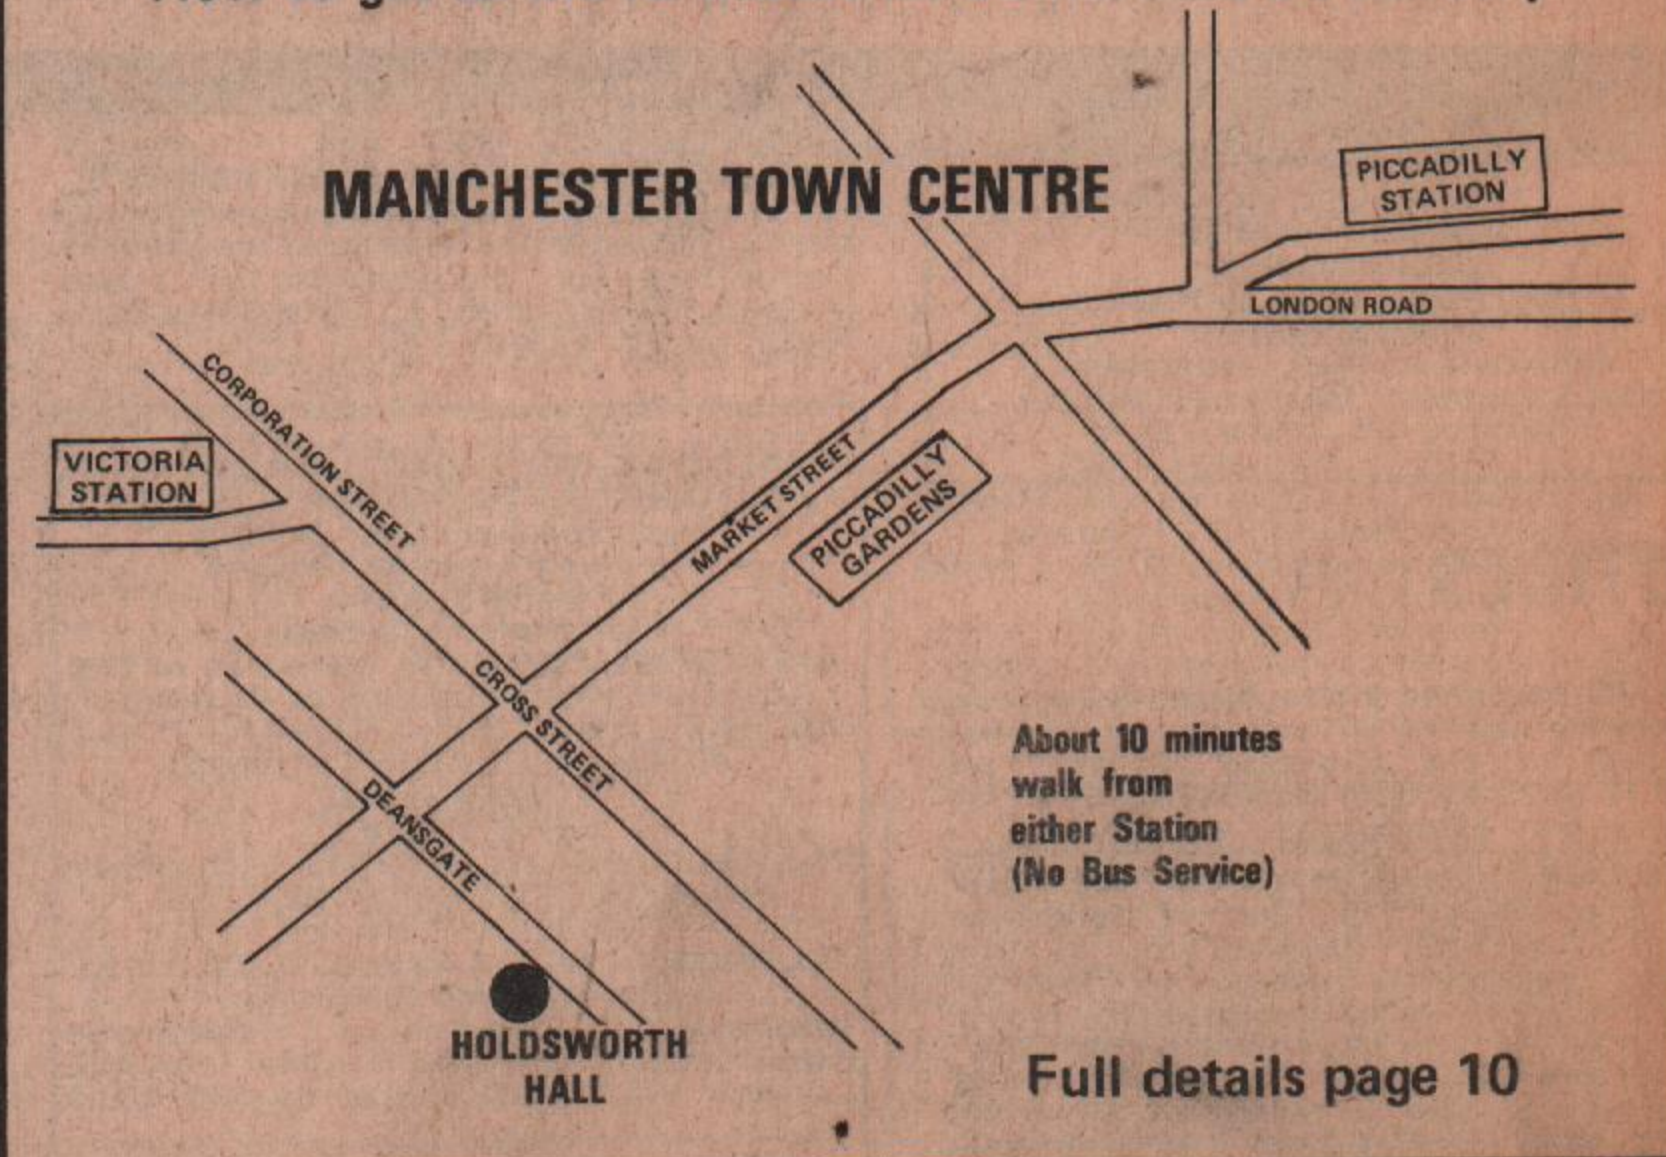 MANCHESTER TOWN CENTRE
PICCADILLY
STATION
LONDON ROAD
CORPORATION STREET
VICTORIA
STATION
MARKET STREET
PICCADILLY
GARDENS
CROSS STREET
DEANSGATE
About 10 minutes
walk from
either Station
(No Bus Service)
HOLDSWORTH
HALL
Full details page 10